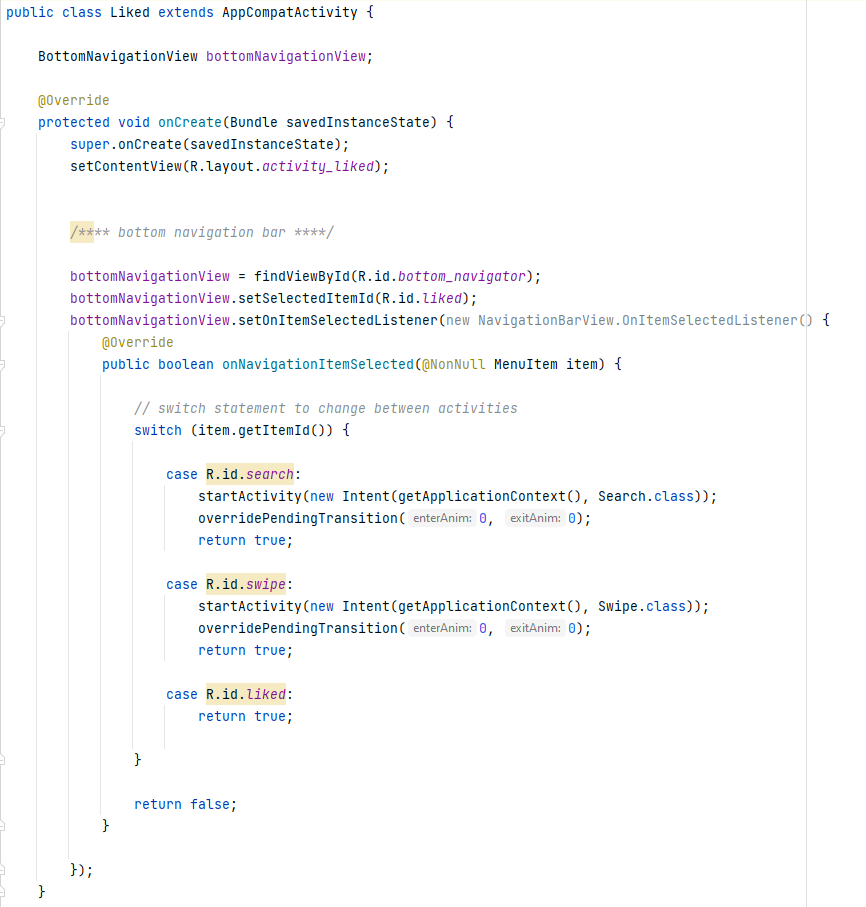 public class Liked extends AppCompatActivity {
BottomNavigationView bottomNavigationView;
@Override
protected void onCreate(Bundle savedInstanceState) {
super.onCreate(savedInstanceState);
setContentView(R.layout.activity_liked);
/**** bottom navigation bar ****/
bottomNavigationView = findViewById(R.id.bottom_navigator);
bottomNavigationView.setSelectedItemId(R.id.liked);
bottomNavigationView.setOnItemSelectedListener(new NavigationBarView.OnItemSelectedListener() {
@Override
public boolean onNavigationItemSelected(@NonNull MenuItem item) {
// switch statement to change between activities
switch (item.getItemId()) {
case R.id.search:
startActivity(new Intent(getApplicationContext(), Search.class));
overridePendingTransition( enterAnim: 0, exitAnim: 0);
return true;
case R.id.swipe:
startActivity(new Intent(getApplicationContext(), Swipe.class));
overridePendingTransition( enterAnim: 0, exitAnim: 0);
return true;
case R.id.liked:
return true;
}
return false;
}
});
}